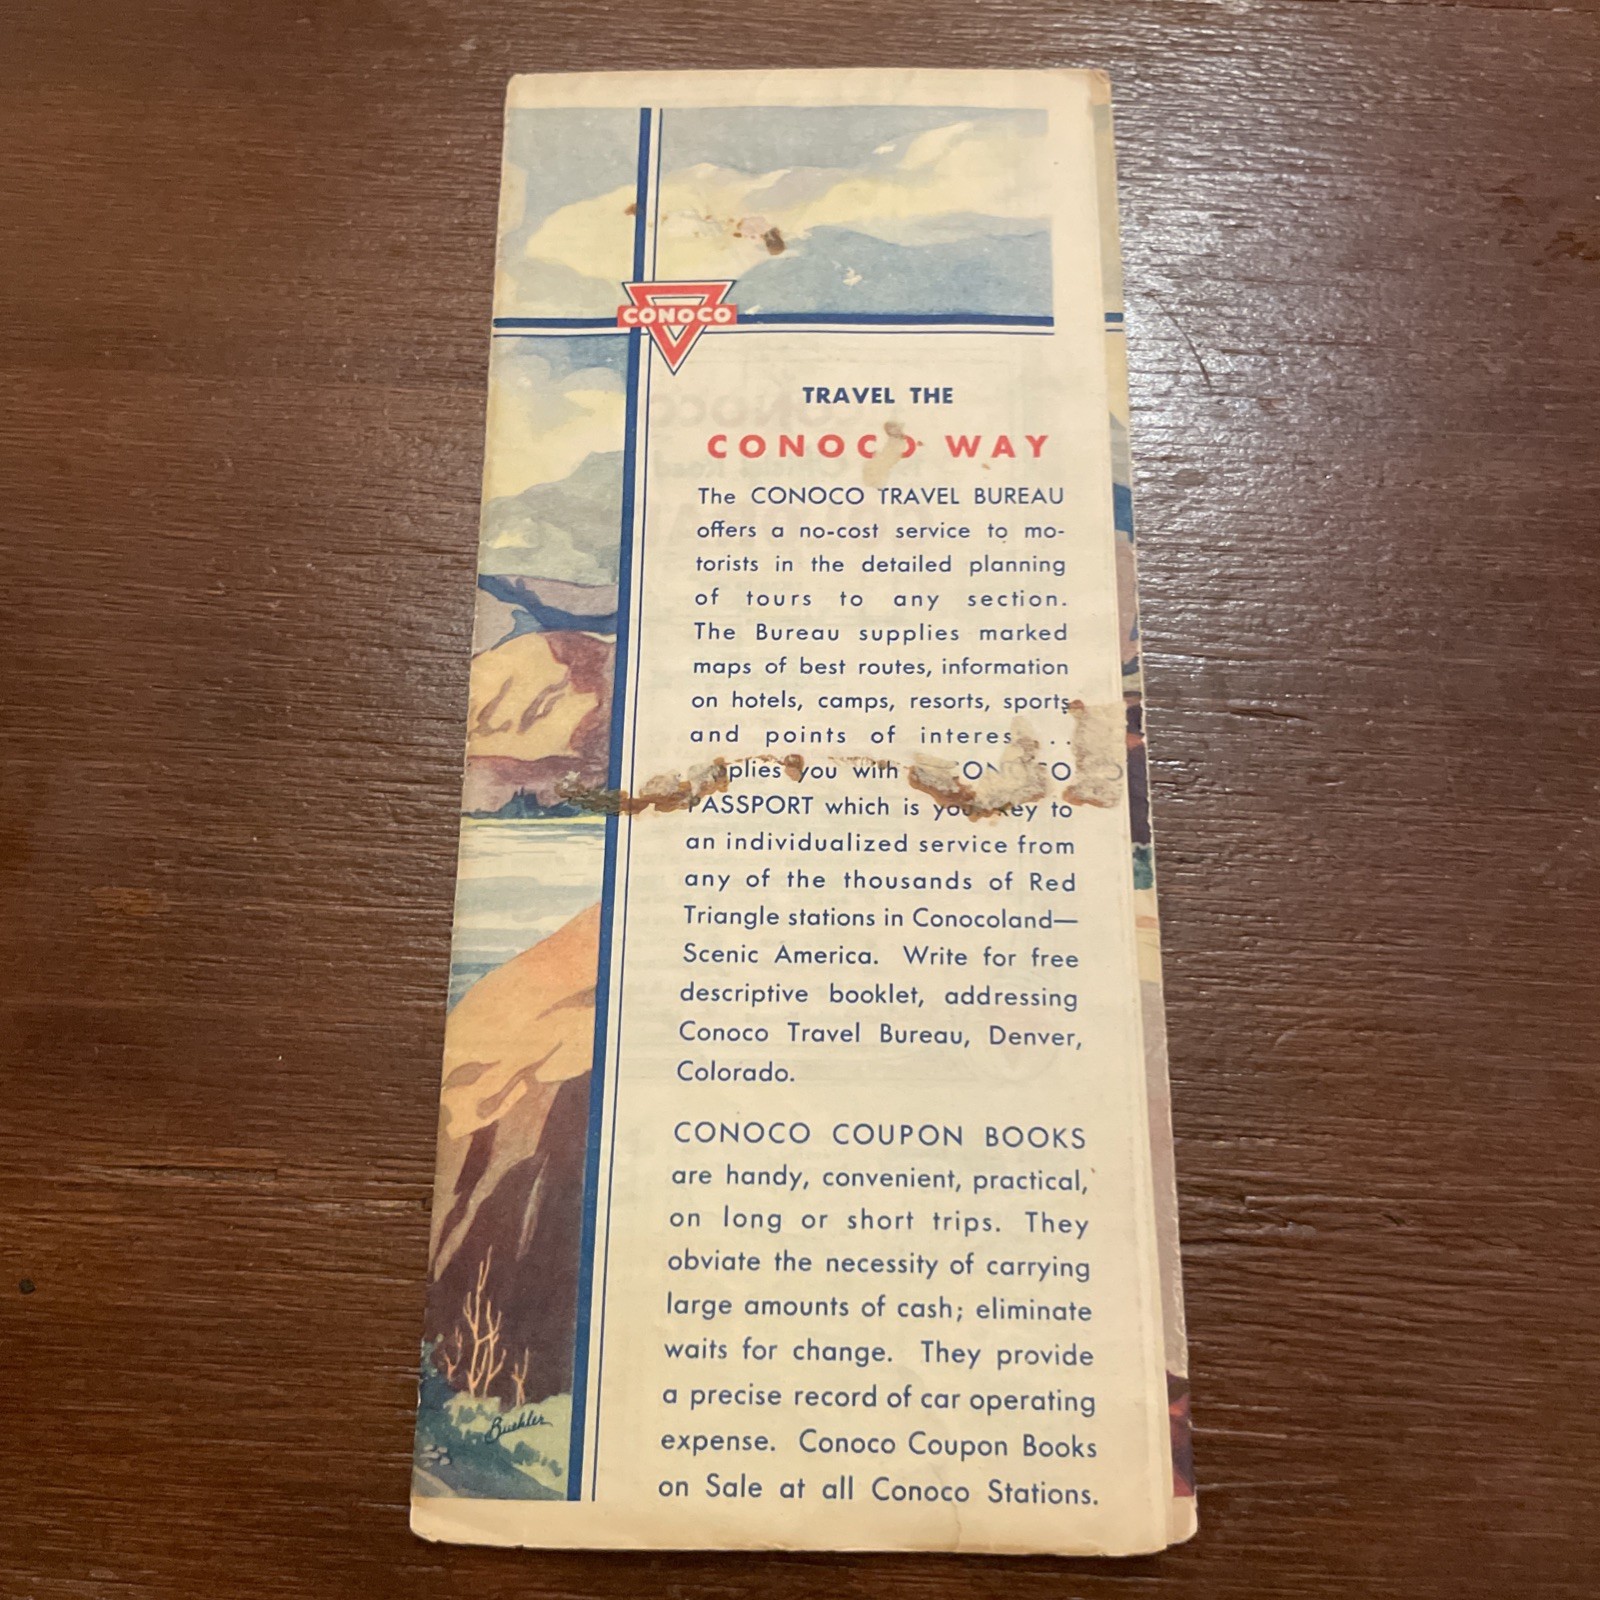 CONOCO
TRAVEL THE
CONOCO WAY
The CONOCO TRAVEL BUREAU
offers a no-cost service to mo-
torists in the detailed planning
of tours to any section.
The Bureau supplies marked
maps of best routes, information
on hotels, camps, resorts, sports
and points of interes . .
plies you with CONOCO
PASSPORT which is your key to
an individualized service from
any of the thousands of Red
Triangle stations in Conocoland—
Scenic America. Write for free
descriptive booklet, addressing
Conoco Travel Bureau, Denver,
Colorado.
CONOCO COUPON BOOKS
are handy, convenient, practical,
on long or short trips. They
obviate the necessity of carrying
large amounts of cash; eliminate
waits for change. They provide
a precise record of car operating
expense. Conoco Coupon Books
on Sale at all Conoco Stations.
Buehler